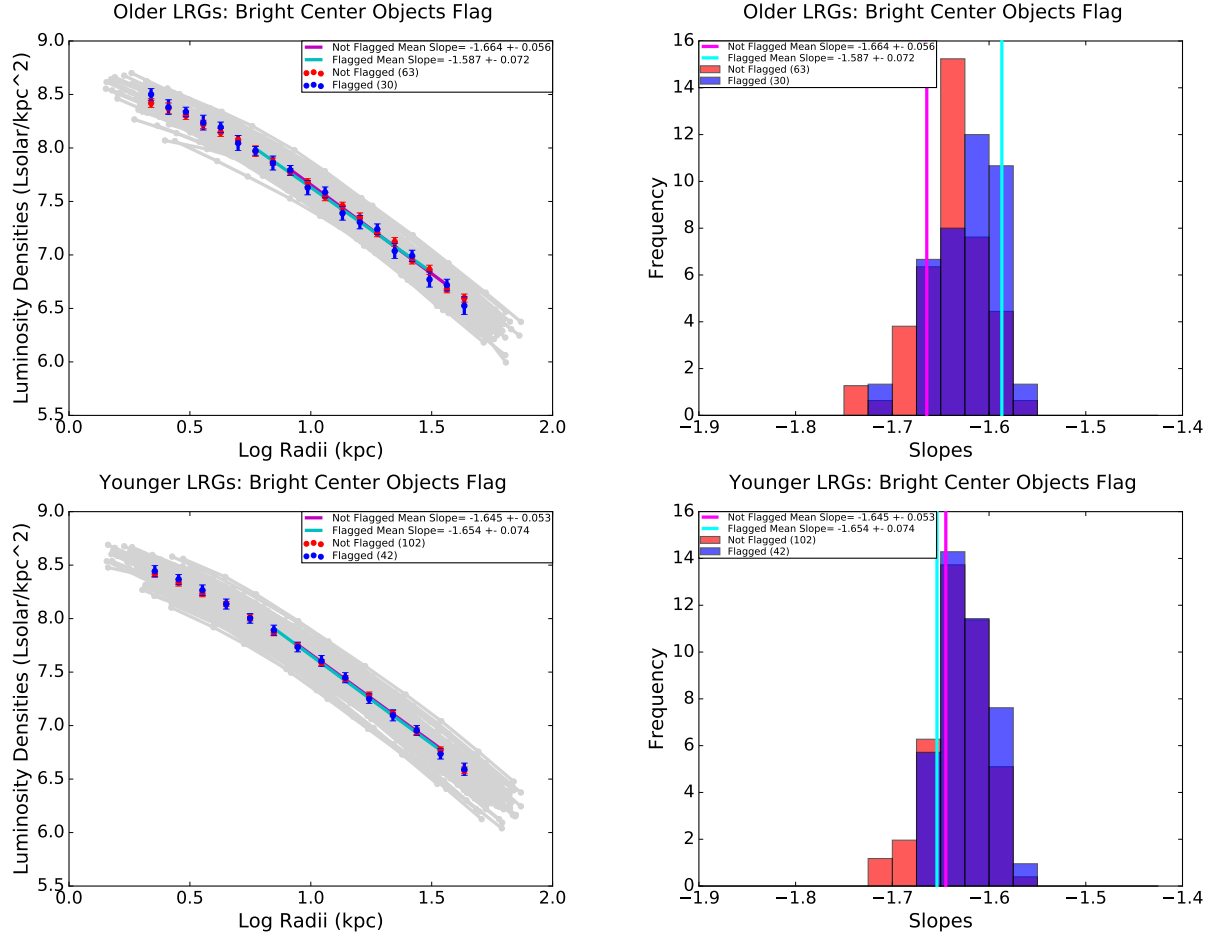 Older LRGs: Bright Center Objects Flag
9.0
8.5
8.0
7.5
7.0
6.5
6.0
5.5
Luminosity Densities (Lsolar/kpc^2)
Not Flagged Mean Slope= -1.664 +- 0.056
Flagged Mean Slope= -1.587 +- 0.072
Not Flagged (63)
Flagged (30)
0.0 0.5 1.0 1.5 2.0
Log Radii (kpc)
Older LRGs: Bright Center Objects Flag
16
14
12
10
8
6
4
2
0
Frequency
Not Flagged Mean Slope= -1.664 +- 0.056
Flagged Mean Slope= -1.587 +- 0.072
Not Flagged (63)
Flagged (30)
−1.9 −1.8 −1.7 −1.6 −1.5 −1.4
Slopes
Younger LRGs: Bright Center Objects Flag
9.0
8.5
8.0
7.5
7.0
6.5
6.0
5.5
Luminosity Densities (Lsolar/kpc^2)
Not Flagged Mean Slope= -1.645 +- 0.053
Flagged Mean Slope= -1.654 +- 0.074
Not Flagged (102)
Flagged (42)
0.0 0.5 1.0 1.5 2.0
Log Radii (kpc)
Younger LRGs: Bright Center Objects Flag
16
14
12
10
8
6
4
2
0
Frequency
Not Flagged Mean Slope= -1.645 +- 0.053
Flagged Mean Slope= -1.654 +- 0.074
Not Flagged (102)
Flagged (42)
−1.9 −1.8 −1.7 −1.6 −1.5 −1.4
Slopes